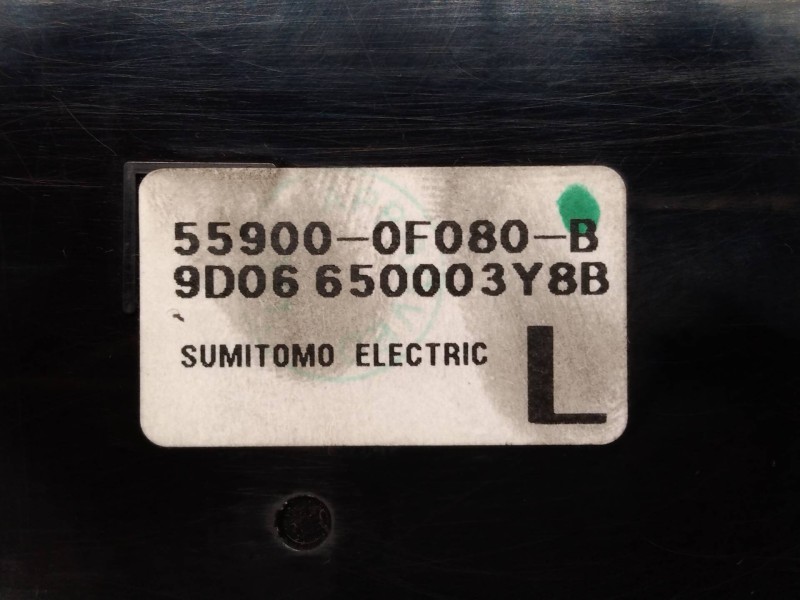 55900-0F080-B
9D06 650003Y8B
SUMITOMO ELECTRIC
L